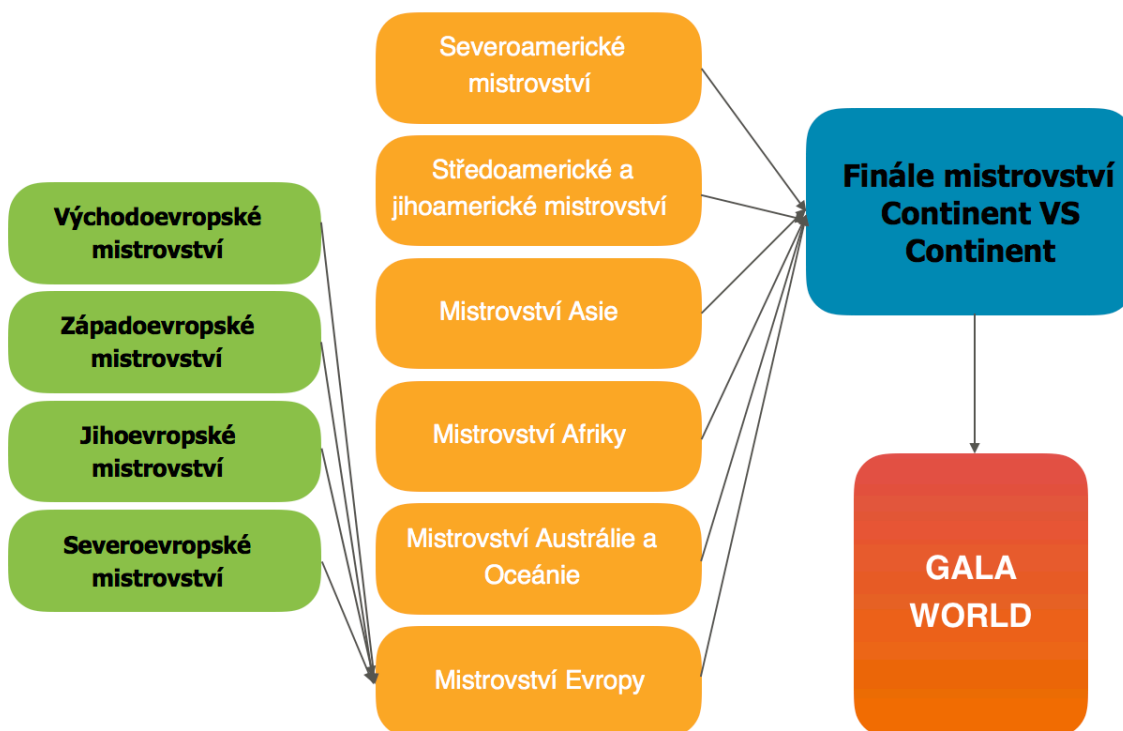 Východoevropské
mistrovství
Západoevropské
mistrovství
Jihoevropské
mistrovství
Severoevropské
mistrovství
Severoamerické
mistrovství
Středoamerické a
jihoamerické mistrovství
Mistrovství Asie
Mistrovství Afriky
Mistrovství Austrálie a
Oceánie
Mistrovství Evropy
Finále mistrovství
Continent VS
Continent
GALA
WORLD